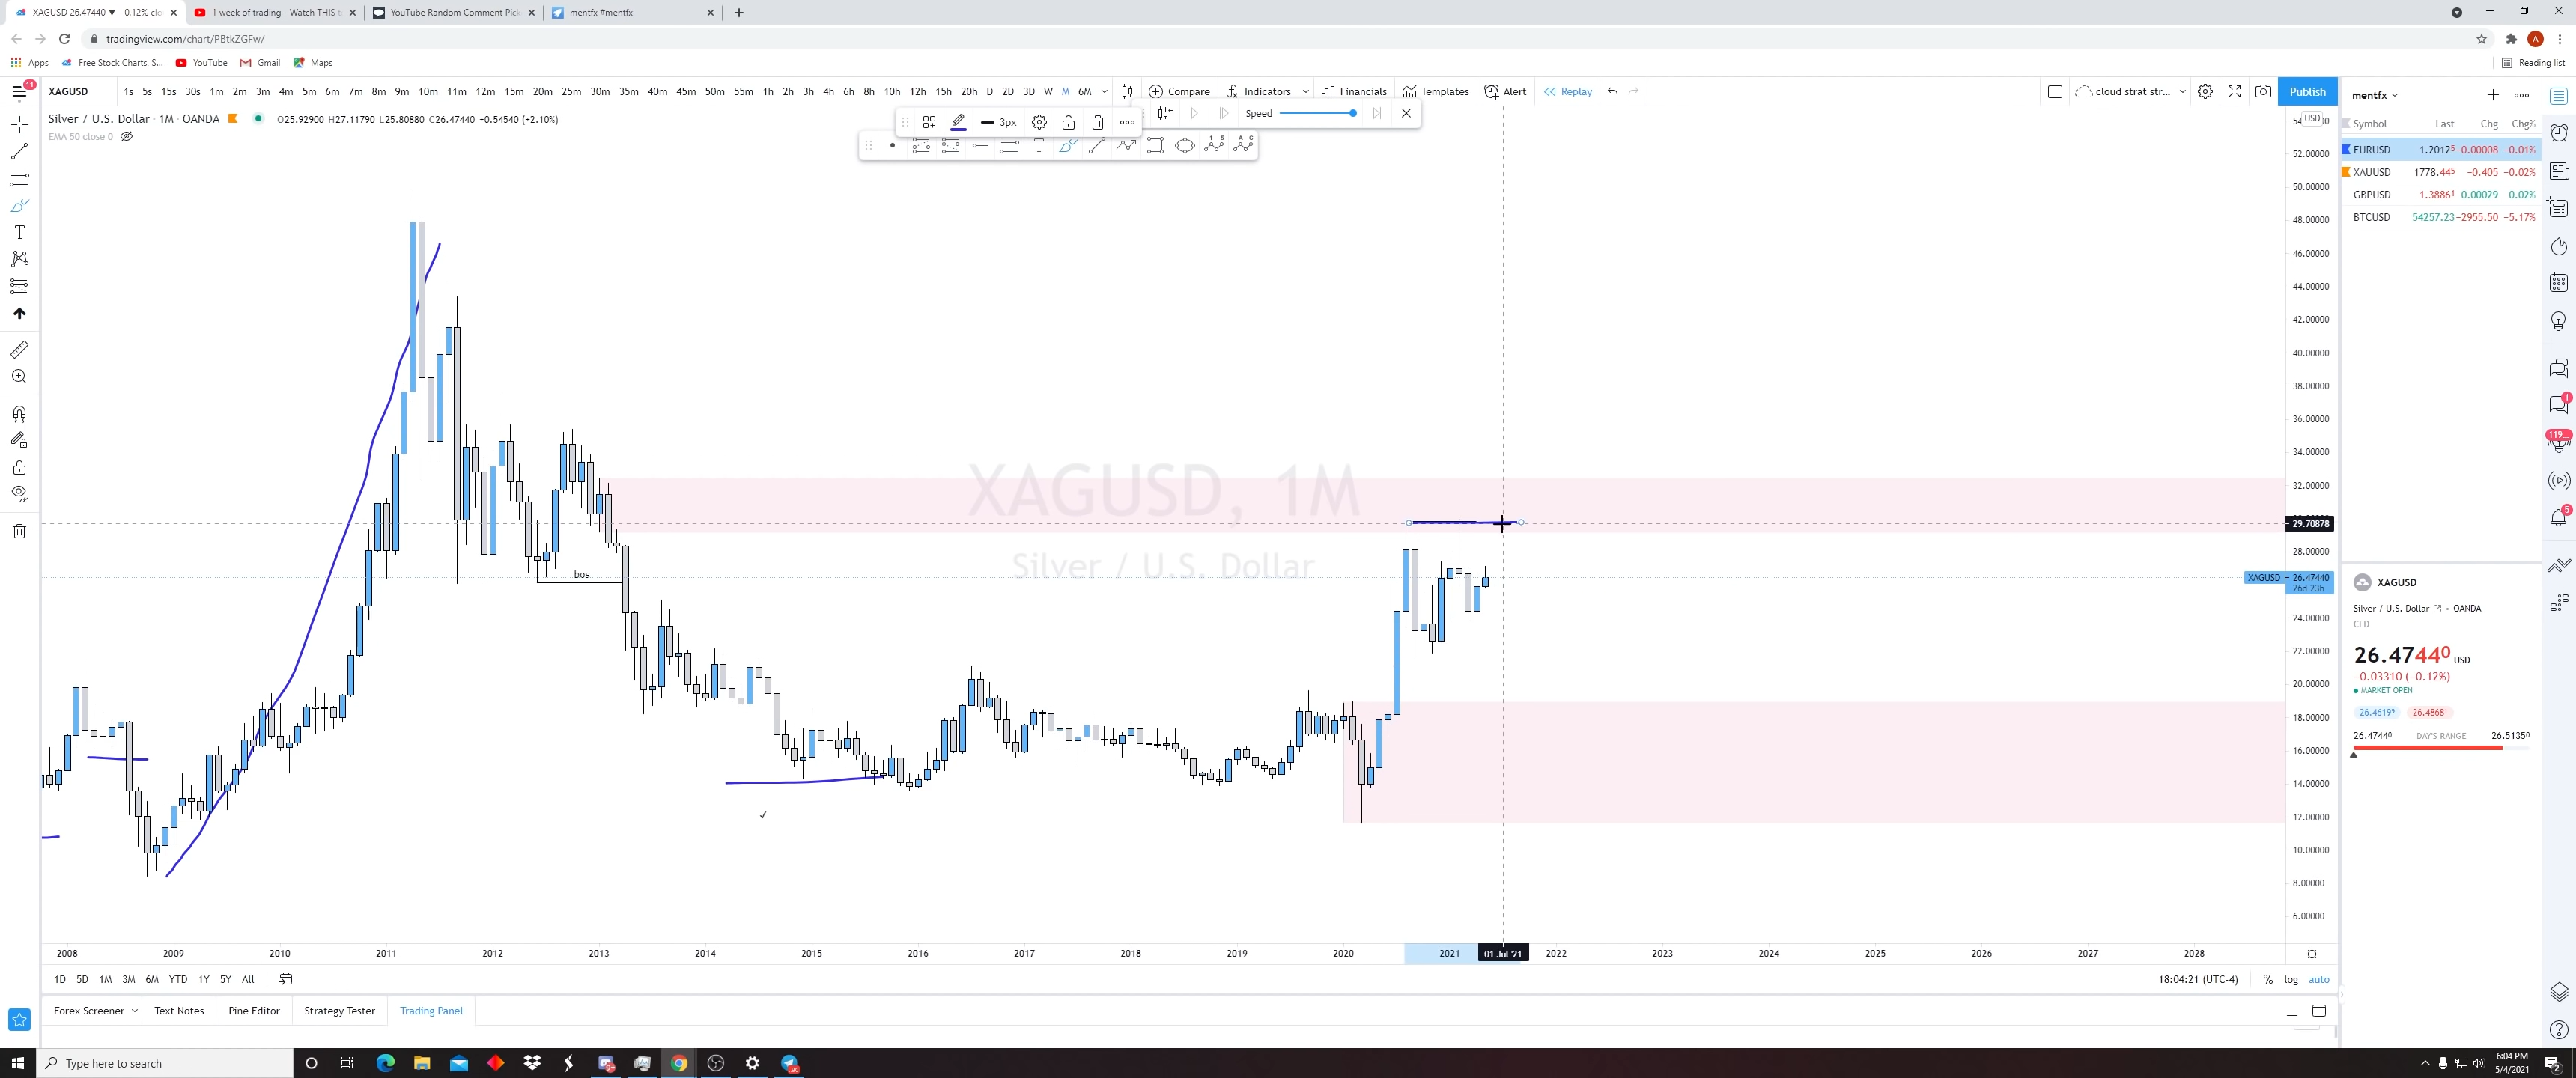 XAGUSD 26.47440 ▼ −0.12% clo
1 week of trading - Watch THIS t
YouTube Random Comment Pick
mentfx #mentfx
tradingview.com/chart/PBtkZGFw/
A
Apps
Free Stock Charts, S...
YouTube
Gmail
Maps
Reading list
11
XAGUSD
1s 5s 15s 30s 1m 2m 3m 4m 5m 6m 7m 8m 9m 10m 11m 12m 15m 20m 25m 30m 35m 40m 45m 50m 55m 1h 2h 3h 4h 6h 8h 10h 12h 15h 20h D 2D 3D W M 6M
Compare
Indicators
Financials
Templates
Alert
Replay
cloud strat str...
Publish
Silver / U.S. Dollar · 1M · OANDA
O25.92900 H27.11790 L25.80880 C26.47440 +0.54540 (+2.10%)
EMA 50 close 0
3px
Speed
XAGUSD, 1M
Silver / U.S. Dollar
bos
✓
USD
52.00000
50.00000
48.00000
46.00000
44.00000
42.00000
40.00000
38.00000
36.00000
34.00000
32.00000
29.70878
28.00000
XAGUSD
26.47440
26d 23h
24.00000
22.00000
20.00000
18.00000
16.00000
14.00000
12.00000
10.00000
8.00000
6.00000
2008 2009 2010 2011 2012 2013 2014 2015 2016 2017 2018 2019 2020 2021 01 Jul '21 2022 2023 2024 2025 2026 2027 2028
1D 5D 1M 3M 6M YTD 1Y 5Y All
18:04:21 (UTC-4)
% log auto
Forex Screener
Text Notes
Pine Editor
Strategy Tester
Trading Panel
mentfx
Symbol Last Chg Chg%
EURUSD 1.20125 −0.00008 −0.01%
XAUUSD 1778.445 −0.405 −0.02%
GBPUSD 1.38861 0.00029 0.02%
BTCUSD 54257.23 −2955.50 −5.17%
XAGUSD
Silver / U.S. Dollar • OANDA
CFD
26.47440 USD
−0.03310 (−0.12%)
MARKET OPEN
26.46199 26.48681
26.47440 DAY'S RANGE 26.51350
1
119...
5
Type here to search
6:04 PM
5/4/2021
2